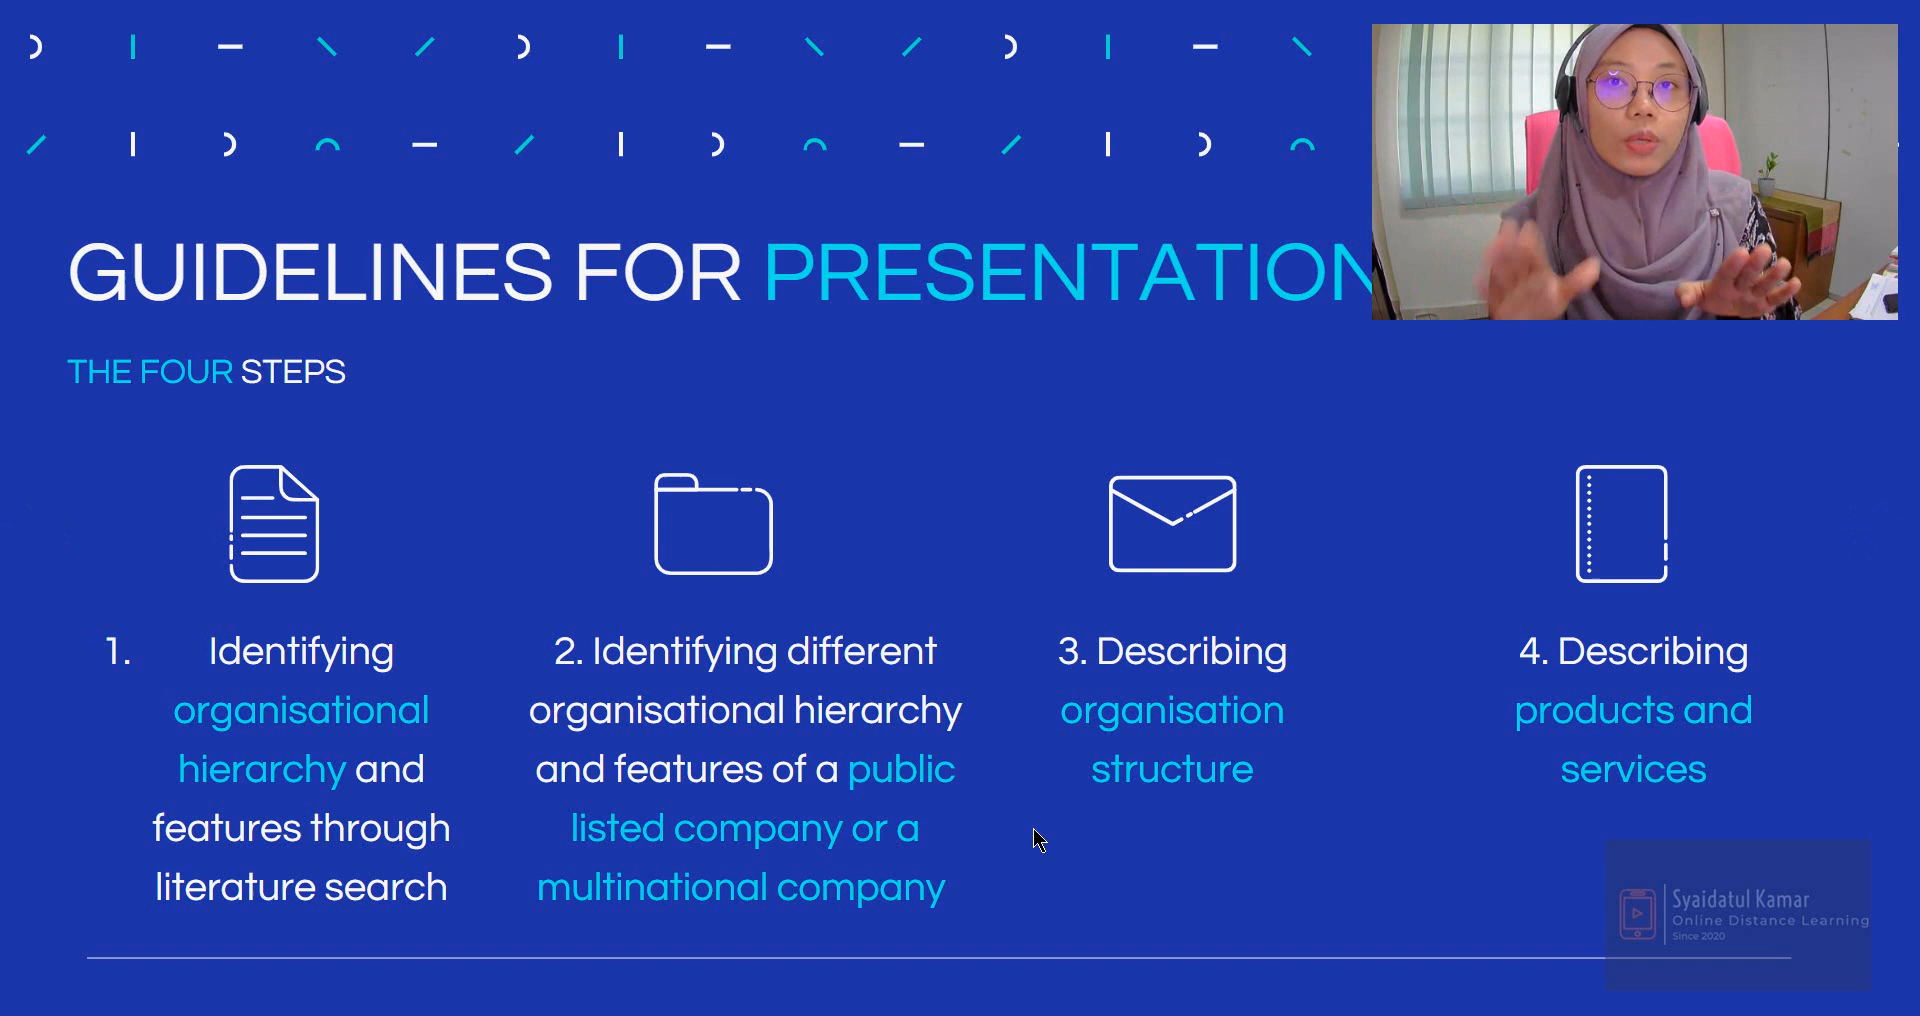 GUIDELINES FOR PRESENTATION
THE FOUR STEPS
1. Identifying
organisational
hierarchy and
features through
literature search
2. Identifying different
organisational hierarchy
and features of a public
listed company or a
multinational company
3. Describing
organisation
structure
4. Describing
products and
services
Syaidatul Kamar
Online Distance Learning
Since 2020